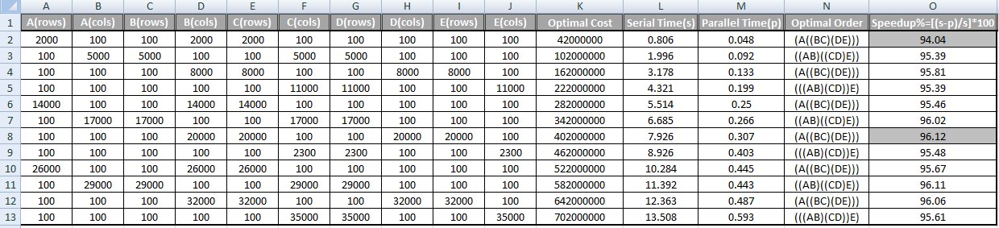 A B C D E F G H I J K L M N O
1 A(rows) A(cols) B(rows) B(cols) C(rows) C(cols) D(rows) D(cols) E(rows) E(cols) Optimal Cost Serial Time(s) Parallel Time(p) Optimal Order Speedup%=[(s-p)/s]*100
2 2000 100 100 2000 2000 100 100 100 100 100 42000000 0.806 0.048 (A((BC)(DE))) 94.04
3 100 5000 5000 100 100 5000 5000 100 100 100 102000000 1.996 0.092 ((AB)((CD)E)) 95.39
4 100 100 100 8000 8000 100 100 8000 8000 100 162000000 3.178 0.133 (A((BC)(DE))) 95.81
5 100 100 100 100 100 11000 11000 100 100 11000 222000000 4.321 0.199 (((AB)(CD))E) 95.39
6 14000 100 100 14000 14000 100 100 100 100 100 282000000 5.514 0.25 (A((BC)(DE))) 95.46
7 100 17000 17000 100 100 17000 17000 100 100 100 342000000 6.685 0.266 ((AB)((CD)E)) 96.02
8 100 100 100 20000 20000 100 100 20000 20000 100 402000000 7.926 0.307 (A((BC)(DE))) 96.12
9 100 100 100 100 100 2300 2300 100 100 2300 462000000 8.926 0.403 (((AB)(CD))E) 95.48
10 26000 100 100 26000 26000 100 100 100 100 100 522000000 10.284 0.445 (A((BC)(DE))) 95.67
11 100 29000 29000 100 100 29000 29000 100 100 100 582000000 11.392 0.443 ((AB)((CD)E)) 96.11
12 100 100 100 32000 32000 100 100 32000 32000 100 642000000 12.363 0.487 (A((BC)(DE))) 96.06
13 100 100 100 100 100 35000 35000 100 100 35000 702000000 13.508 0.593 (((AB)(CD))E) 95.61